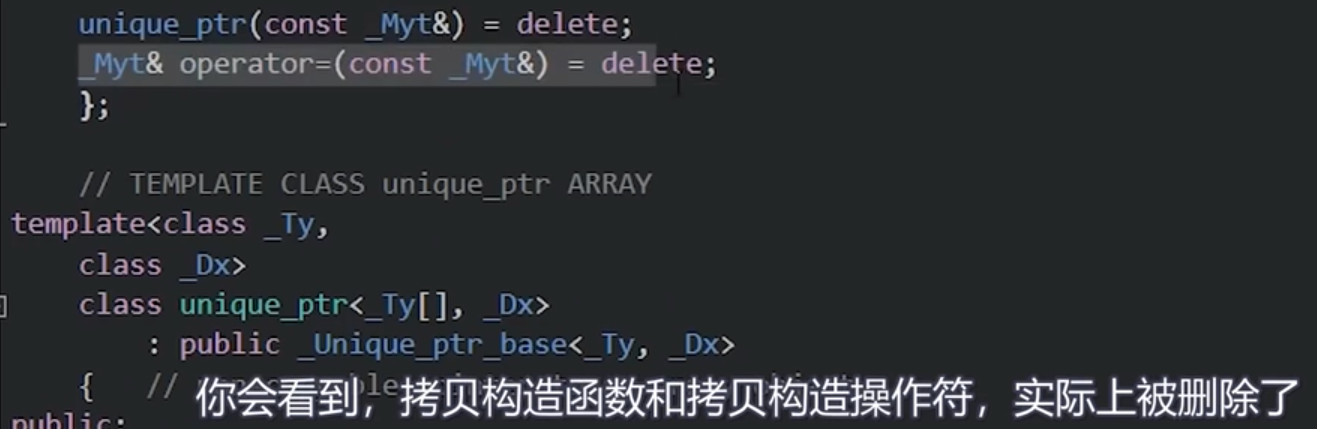 unique_ptr(const _Myt&) = delete;
_Myt& operator=(const _Myt&) = delete;
};
// TEMPLATE CLASS unique_ptr ARRAY
template<class _Ty,
class _Dx>
class unique_ptr<_Ty[], _Dx>
: public _Unique_ptr_base<_Ty, _Dx>
{ //
你会看到，拷贝构造函数和拷贝构造操作符，实际上被删除了
public: